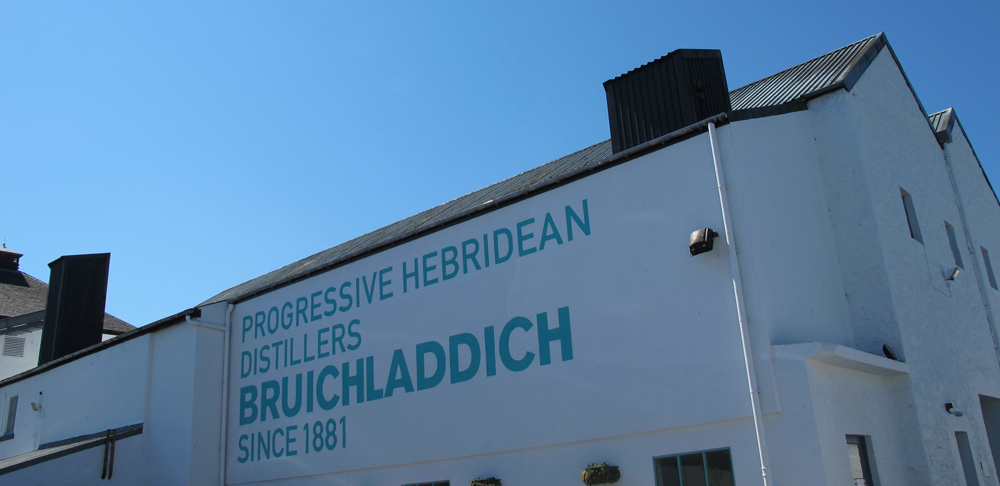 PROGRESSIVE HEBRIDEAN
DISTILLERS
BRUICHLADDICH
SINCE 1881